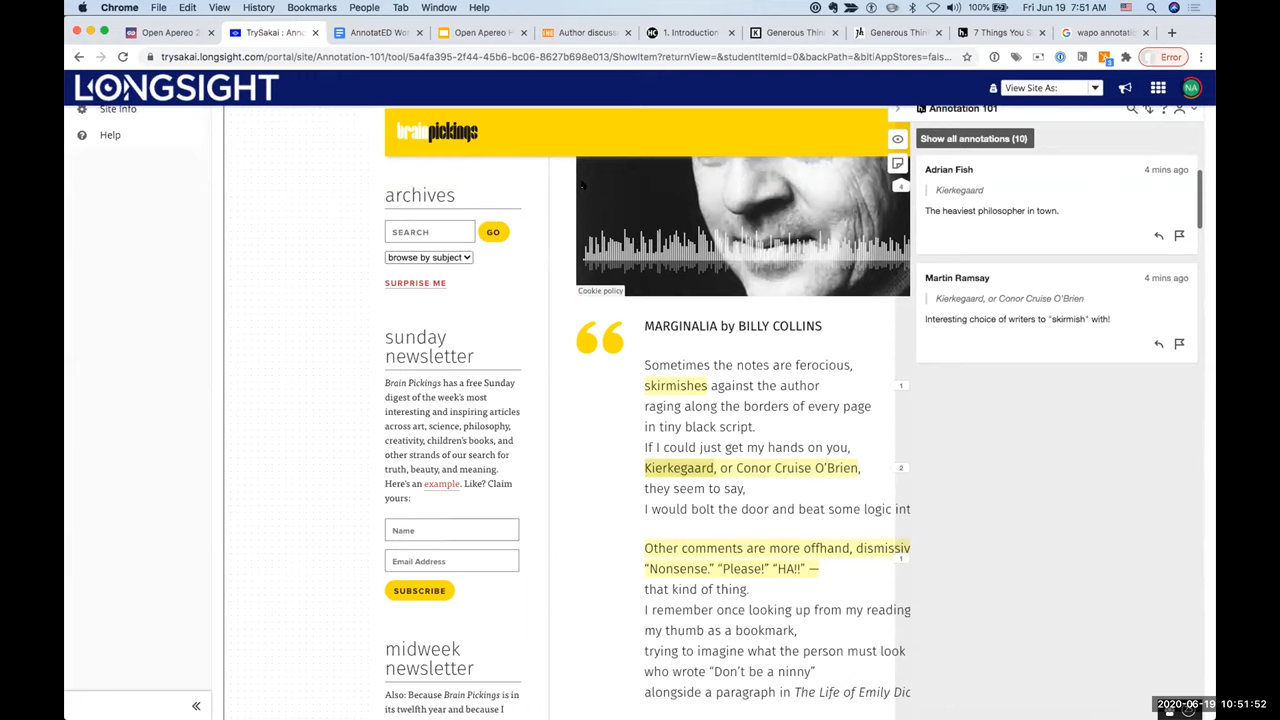 Chrome File Edit View History Bookmarks People Tab Window Help
100% Fri Jun 19 7:51 AM
Open Apereo 2
TrySakai : Anno
AnnotatED Wo
Open Apereo H
Author discuss
1. Introduction
Generous Thin
Generous Thin
7 Things You S
wapo annotati
trysakai.longsight.com/portal/site/Annotation-101/tool/5a4fa395-2f44-45b6-bc06-8627b698e013/ShowItem?returnView=&studentItemId=0&backPath=&bltiAppStores=fals...
Error
LONGSIGHT
View Site As:
NA
Site Info
Help
brainpickings
archives
SEARCH
GO
browse by subject
SURPRISE ME
sunday
newsletter
Brain Pickings has a free Sunday
digest of the week's most
interesting and inspiring articles
across art, science, philosophy,
creativity, children's books, and
other strands of our search for
truth, beauty, and meaning.
Here's an example. Like? Claim
yours:
Name
Email Address
SUBSCRIBE
midweek
newsletter
Also: Because Brain Pickings is in
its twelfth year and because I
Cookie policy
MARGINALIA by BILLY COLLINS
Sometimes the notes are ferocious,
skirmishes against the author
raging along the borders of every page
in tiny black script.
If I could just get my hands on you,
Kierkegaard, or Conor Cruise O’Brien,
they seem to say,
I would bolt the door and beat some logic int
Other comments are more offhand, dismissiv
“Nonsense.” “Please!” “HA!!” —
that kind of thing.
I remember once looking up from my reading
my thumb as a bookmark,
trying to imagine what the person must look
who wrote “Don’t be a ninny”
alongside a paragraph in The Life of Emily Dic
4
1
2
1
Annotation 101
Show all annotations (10)
Adrian Fish 4 mins ago
Kierkegaard
The heaviest philosopher in town.
Martin Ramsay 4 mins ago
Kierkegaard, or Conor Cruise O'Brien
Interesting choice of writers to "skirmish" with!
2020-06-19 10:51:52